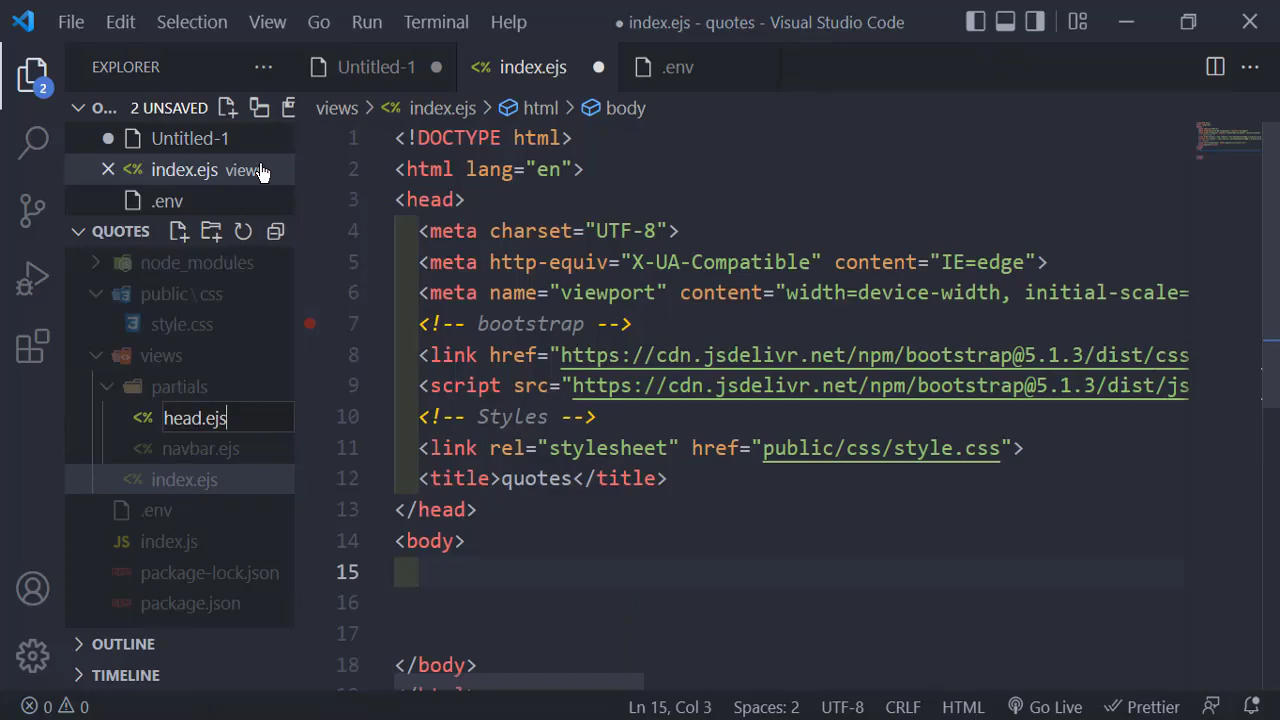 File Edit Selection View Go Run Terminal Help ● index.ejs - quotes - Visual Studio Code
EXPLORER
Untitled-1
index.ejs
.env
2
O... 2 UNSAVED
Untitled-1
index.ejs
.env
QUOTES
node_modules
public \ css
style.css
views
partials
head.ejs
navbar.ejs
index.ejs
.env
index.js
package-lock.json
package.json
OUTLINE
TIMELINE
views > index.ejs > html > body
1 <!DOCTYPE html>
2 <html lang="en">
3 <head>
4 <meta charset="UTF-8">
5 <meta http-equiv="X-UA-Compatible" content="IE=edge">
6 <meta name="viewport" content="width=device-width, initial-scale=
7 <!-- bootstrap -->
8 <link href="https://cdn.jsdelivr.net/npm/bootstrap@5.1.3/dist/css
9 <script src="https://cdn.jsdelivr.net/npm/bootstrap@5.1.3/dist/js
10 <!-- Styles -->
11 <link rel="stylesheet" href="public/css/style.css">
12 <title>quotes</title>
13 </head>
14 <body>
15
16
17
18 </body>
0 0 Ln 15, Col 3 Spaces: 2 UTF-8 CRLF HTML Go Live Prettier